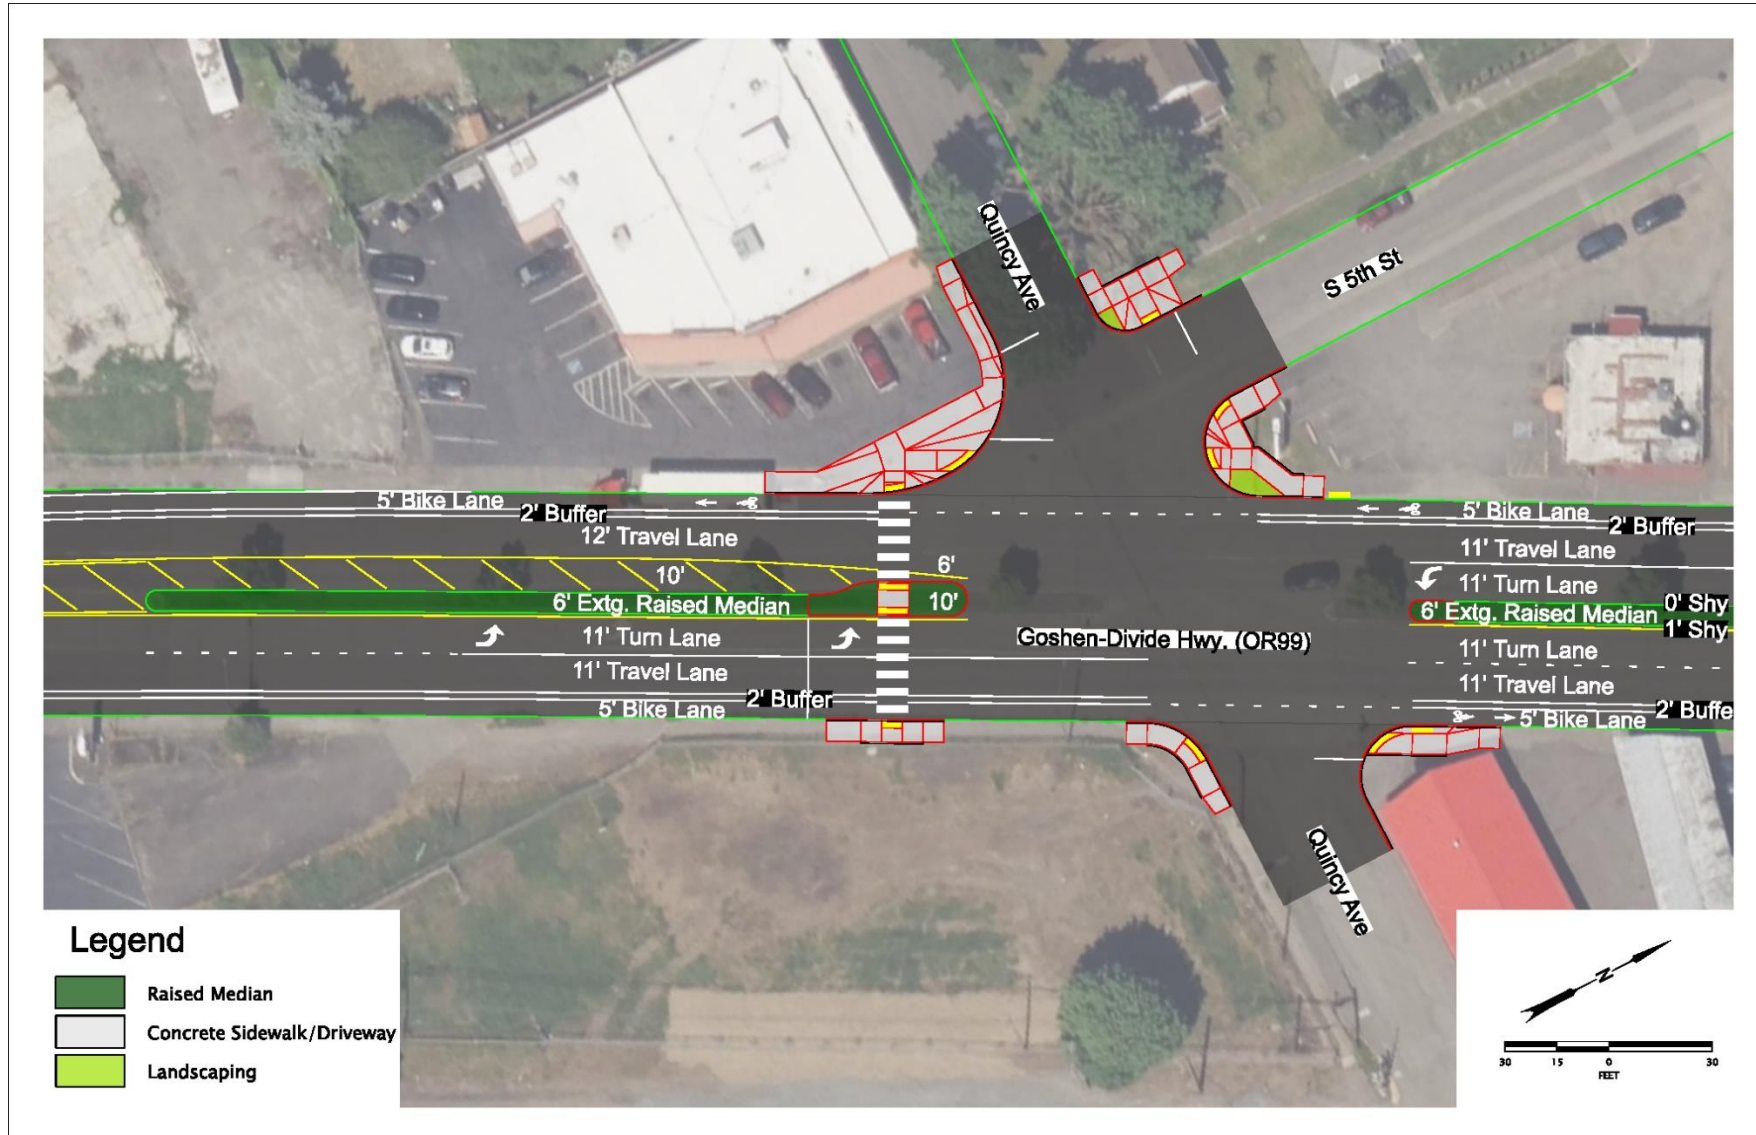 Quincy Ave
S 5th St
5' Bike Lane
2' Buffer
12' Travel Lane
10'
6'
6' Extg. Raised Median
10'
11' Turn Lane
11' Travel Lane
2' Buffer
5' Bike Lane
Goshen-Divide Hwy. (OR99)
5' Bike Lane
2' Buffer
11' Travel Lane
11' Turn Lane
0' Shy
6' Extg. Raised Median
1' Shy
11' Turn Lane
11' Travel Lane
2' Buffe
5' Bike Lane
Quincy Ave
Legend
Raised Median
Concrete Sidewalk/Driveway
Landscaping
N
30 15 0 30
FEET